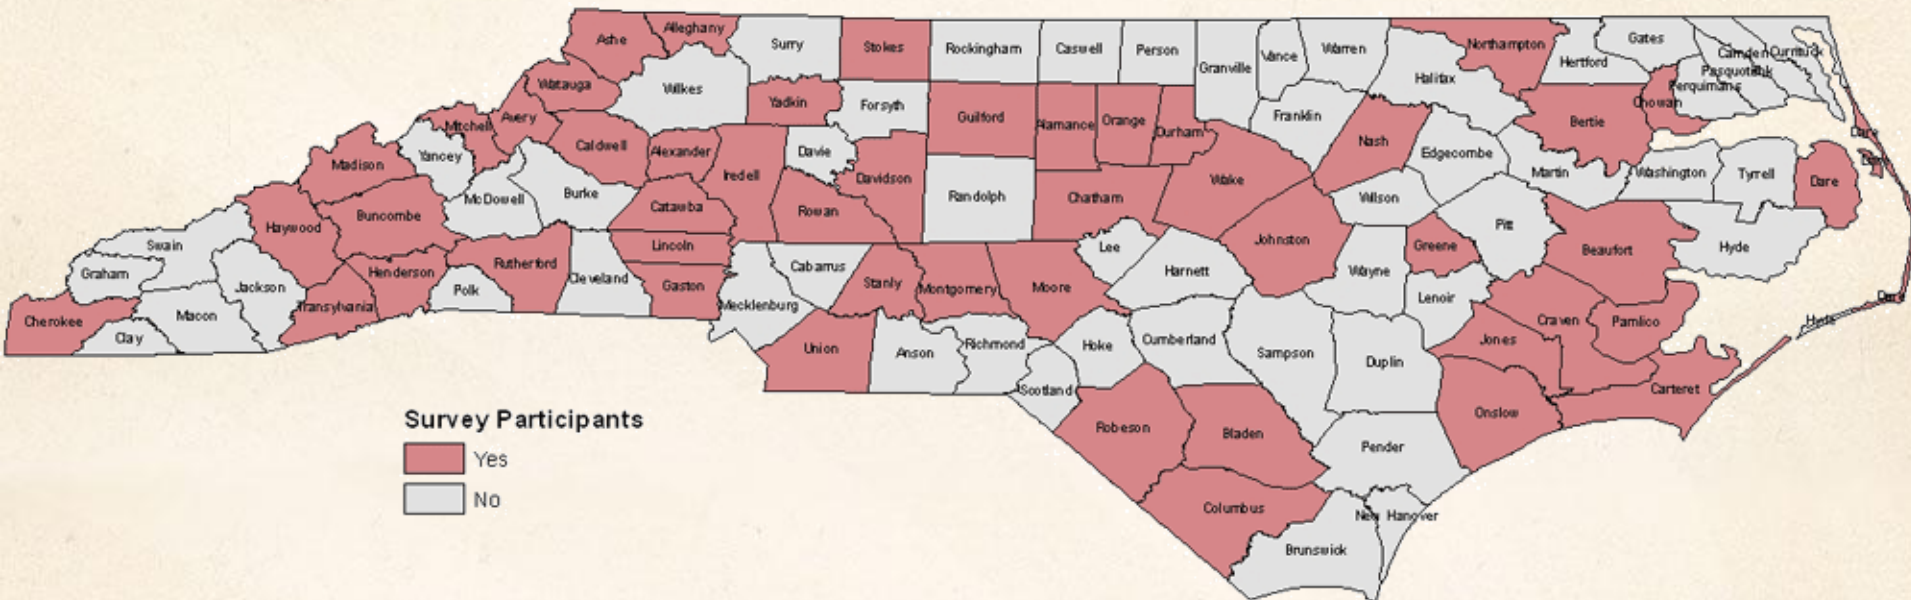 Ashe
Alleghany
Surry
Stokes
Rockingham
Caswell
Person
Granville
Vance
Warren
Northampton
Gates
Hertford
Camden
Currituck
Pasquotank
Perquimans
Chowan
Halifax
Watauga
Wilkes
Yadkin
Forsyth
Guilford
Alamance
Orange
Durham
Franklin
Nash
Bertie
Mitchell
Avery
Caldwell
Alexander
Davie
Edgecombe
Martin
Washington
Tyrrell
Dare
Dare
Dare
Madison
Yancey
McDowell
Burke
Iredell
Davidson
Randolph
Chatham
Wake
Wilson
Haywood
Buncombe
Catawba
Rowan
Johnston
Greene
Pitt
Beaufort
Hyde
Swain
Graham
Jackson
Henderson
Rutherford
Lincoln
Cleveland
Gaston
Cabarrus
Lee
Harnett
Wayne
Lenoir
Cherokee
Clay
Macon
Transylvania
Polk
Mecklenburg
Stanly
Montgomery
Moore
Craven
Pamlico
Jones
Dare
Hyde
Union
Anson
Richmond
Hoke
Cumberland
Sampson
Duplin
Scotland
Carteret
Onslow
Robeson
Bladen
Pender
Columbus
New Hanover
Brunswick
Survey Participants
Yes
No